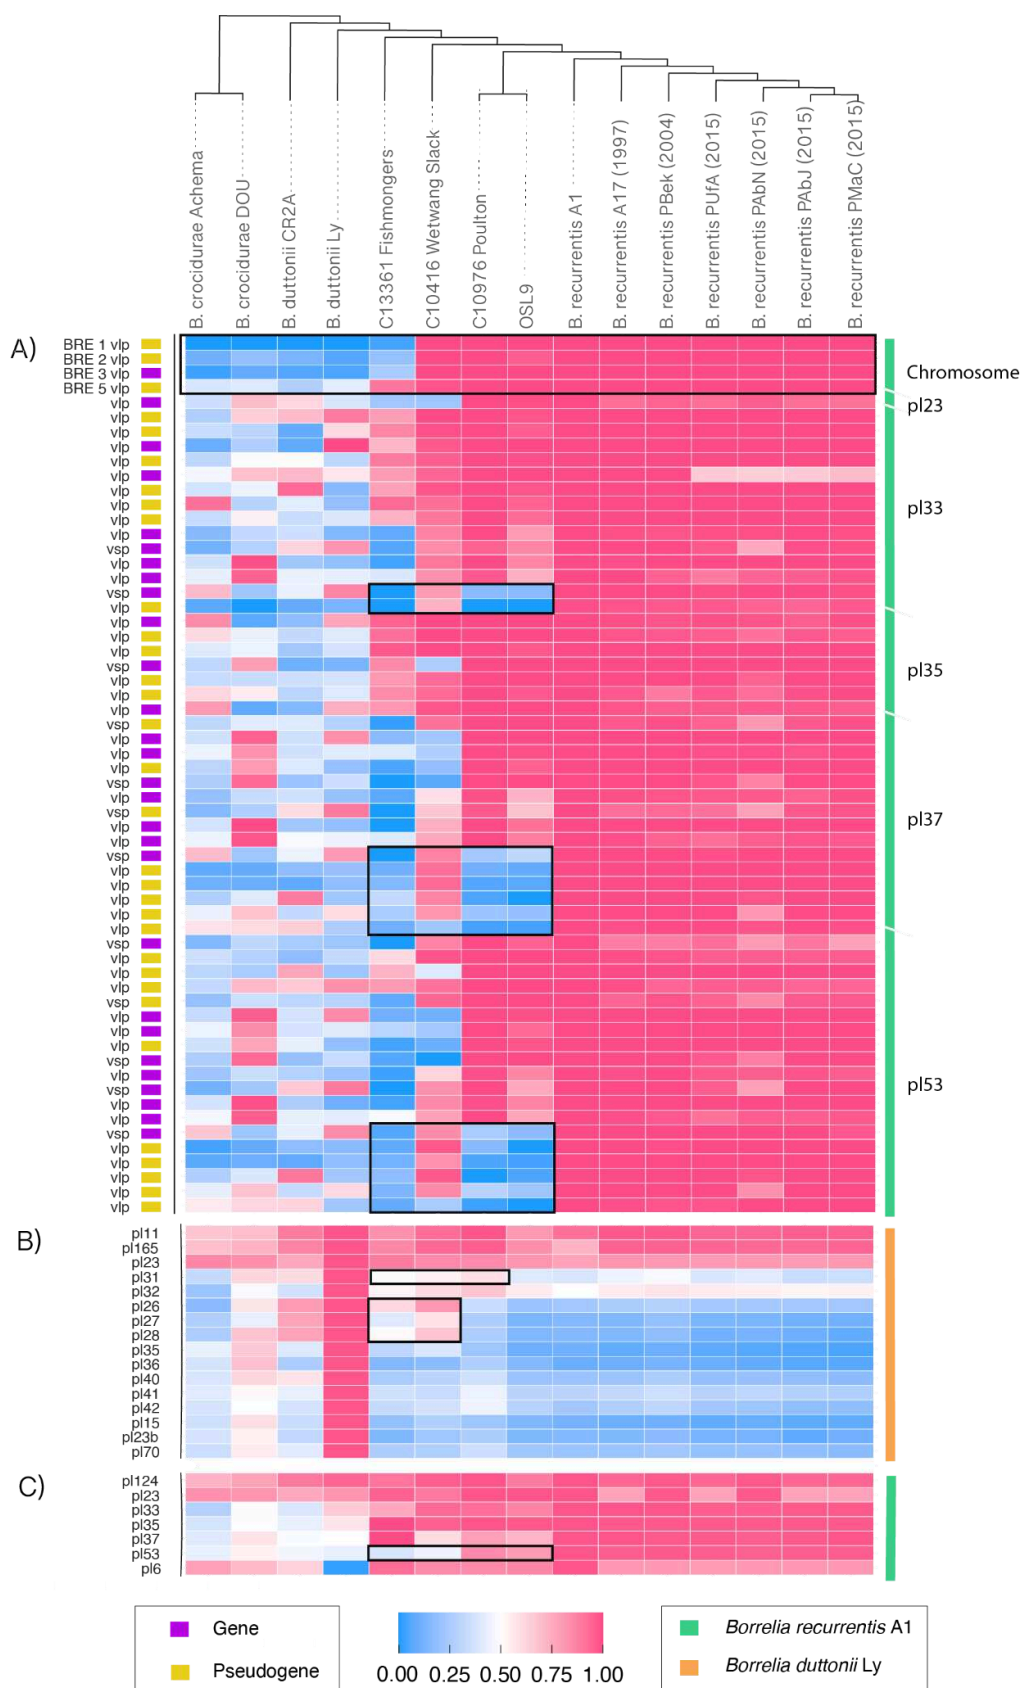 B. crocidurae Achema
B. crocidurae DOU
B. duttonii CR2A
B. duttonii Ly
C13361 Fishmongers
C10416 Wetwang Slack
C10976 Poulton
OSL9
B. recurrentis A1
B. recurrentis A17 (1997)
B. recurrentis PBek (2004)
B. recurrentis PUfA (2015)
B. recurrentis PAbN (2015)
B. recurrentis PAbJ (2015)
B. recurrentis PMaC (2015)
A)
BRE 1 vlp
BRE 2 vlp
BRE 3 vlp
BRE 5 vlp
vlp
vlp
vlp
vlp
vlp
vlp
vlp
vlp
vlp
vlp
vsp
vlp
vlp
vsp
vlp
vlp
vlp
vlp
vsp
vlp
vlp
vlp
vsp
vlp
vlp
vlp
vsp
vlp
vsp
vlp
vlp
vsp
vlp
vlp
vlp
vlp
vlp
vsp
vlp
vlp
vlp
vsp
vlp
vlp
vlp
vsp
vlp
vsp
vlp
vlp
vsp
vlp
vlp
vlp
vlp
vlp
Chromosome
pl23
pl33
pl35
pl37
pl53
B)
pl11
pl165
pl23
pl31
pl32
pl26
pl27
pl28
pl35
pl36
pl40
pl41
pl42
pl15
pl23b
pl70
C)
pl124
pl23
pl33
pl35
pl37
pl53
pl6
Gene
Pseudogene
0.00 0.25 0.50 0.75 1.00
Borrelia recurrentis A1
Borrelia duttonii Ly